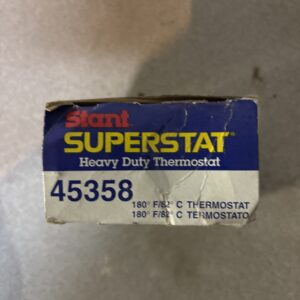 Stant
SUPERSTAT®
Heavy Duty Thermostat
45358
180° F/82° C THERMOSTAT
180° F/82° C TERMOSTATO